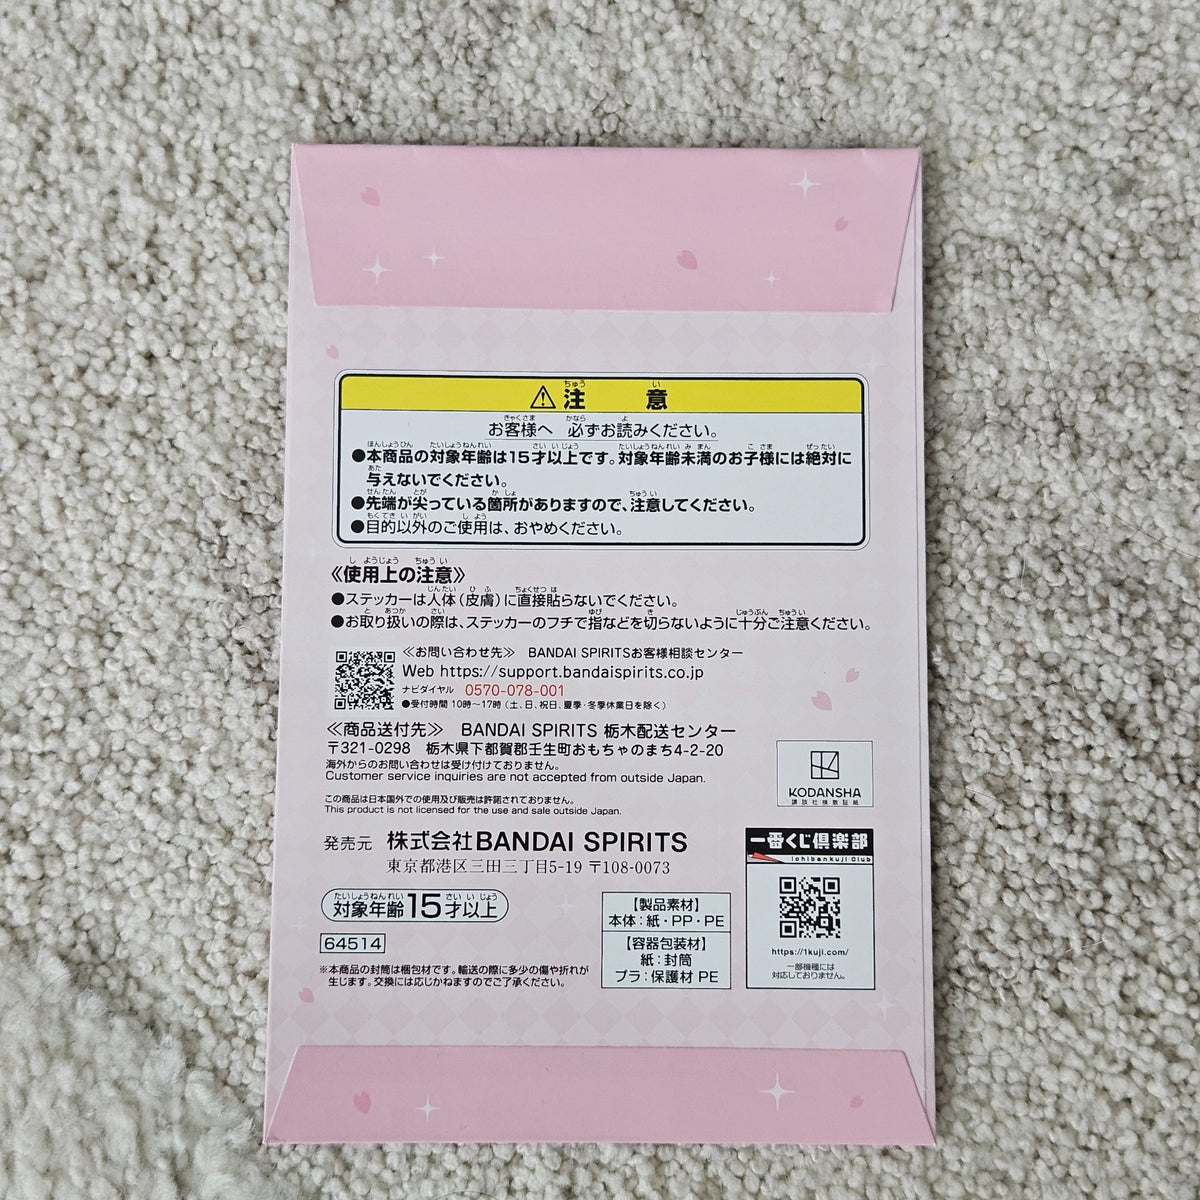 ⚠注意
お客様へ 必ずお読みください。
●本商品の対象年齢は15才以上です。対象年齢未満のお子様には絶対に
与えないでください。
●先端が尖っている箇所がありますので、注意してください。
●目的以外のご使用は、おやめください。
《使用上の注意》
●ステッカーは人体(皮膚)に直接貼らないでください。
●お取り扱いの際は、ステッカーのフチで指などを切らないように十分ご注意ください。
≪お問い合わせ先≫ BANDAI SPIRITSお客様相談センター
Web https://support.bandaispirits.co.jp
ナビダイヤル 0570-078-001
●受付時間 10時〜17時(土、日、祝日、夏季・冬季休業日を除く)
≪商品送付先≫ BANDAI SPIRITS 栃木配送センター
〒321-0298 栃木県下都賀郡壬生町おもちゃのまち4-2-20
海外からのお問い合わせは受け付けておりません。
Customer service inquiries are not accepted from outside Japan.
この商品は日本国外での使用及び販売は許諾されておりません。
This product is not licensed for the use and sale outside Japan.
KODANSHA
講談社検数証紙
発売元 株式会社BANDAI SPIRITS
東京都港区三田三丁目5-19 〒108-0073
対象年齢15才以上
64514
※本商品の封筒は梱包材です。輸送の際に多少の傷や折れが
生じます。交換には応じかねますのでご了承ください。
【製品素材】
本体:紙・PP・PE
【容器包装材】
紙:封筒
プラ:保護材 PE
一番くじ倶楽部
ichibankuji Club
https://1kuji.com/
一部機種には
対応しておりません。